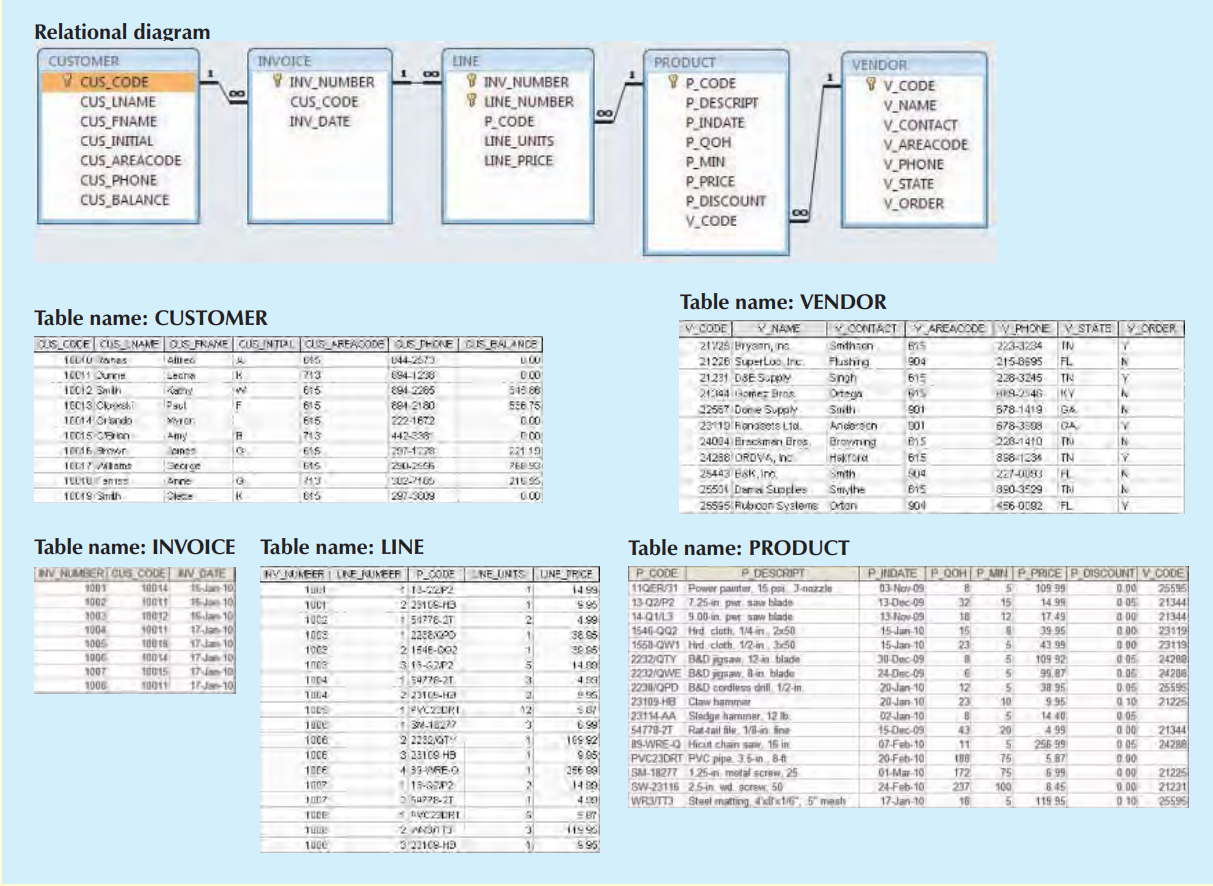 Relational diagram
CUSTOMER
CUS_CODE
CUS_LNAME
CUS_FNAME
CUS_INITIAL
CUS_AREACODE
CUS_PHONE
CUS_BALANCE
1
∞
INVOICE
INV_NUMBER
CUS_CODE
INV_DATE
1
∞
LINE
INV_NUMBER
LINE_NUMBER
P_CODE
LINE_UNITS
LINE_PRICE
∞
1
PRODUCT
P_CODE
P_DESCRIPT
P_INDATE
P_QOH
P_MIN
P_PRICE
P_DISCOUNT
V_CODE
∞
1
VENDOR
V_CODE
V_NAME
V_CONTACT
V_AREACODE
V_PHONE
V_STATE
V_ORDER
Table name: CUSTOMER
CUS_CODE CUS_LNAME CUS_FNAME CUS_INITIAL CUS_AREACODE CUS_PHONE CUS_BALANCE
10010 Alfred A 615 844-2573 0.00
10011 Dunne Leona K 713 894-1238 0.00
10012 Smith Kathy W 615 894-2285
10013 Paul F 615 894-2180 536.75
10014 Orlando Myron 615 222-1672 0.00
10015 O'Brian Amy B 713 0.00
10016 Brown James G 615 221.19
10017 Williams George 615 768.93
10018 Anne G 713 216.55
10019 Smith Olette K 615 297-3809 0.00
Table name: VENDOR
V_CODE V_NAME V_CONTACT V_AREACODE V_PHONE V_STATE V_ORDER
21225 Bryson, Inc. Smithson 615 223-3234 TN Y
21226 SuperLoo, Inc. Flushing 904 215-8995 FL N
21231 D&E Supply Singh 615 228-3245 TN Y
21344 Gomez Bros. Ortega 615 KY N
22567 Dome Supply Smith 901 678-1419 GA N
23119 Randsets Ltd. Anderson 901 GA Y
24004 Brackman Bros. Browning 615 228-1410 TN N
24288 ORDVA, Inc. Hakford 615 898-1234 TN Y
25443 B&K, Inc. Smith 904 227-0093 FL N
25501 Damal Supplies Smythe 615 890-3529 TN N
25595 Rubicon Systems Orton 904 456-0092 FL Y
Table name: INVOICE
INV_NUMBER CUS_CODE INV_DATE
1001 10014 16-Jan-10
1002 10011 16-Jan-10
1003 10012 16-Jan-10
1004 10011 17-Jan-10
1005 10018 17-Jan-10
1006 10014 17-Jan-10
1007 10015 17-Jan-10
1008 10011 17-Jan-10
Table name: LINE
INV_NUMBER LINE_NUMBER P_CODE LINE_UNITS LINE_PRICE
1001 1 13-Q2/P2 1 14.99
1001 2 23109-HB 1 9.95
1002 1 54778-2T 2 4.99
1003 1 2238/QPD 1 38.95
1003 2 1546-QQ2 1 39.95
1003 3 13-Q2/P2 5 14.99
1004 1 54778-2T 3 4.99
1004 2 23109-HB 2 9.95
1005 1 PVC23DRT 12 5.87
1006 1 SM-18277 3 6.99
1006 2 2232/QTY 1 109.92
1006 3 23109-HB 1 9.95
1006 4 89-WRE-Q 1 256.99
1007 1 13-Q2/P2 2 14.99
1007 2 54778-2T 1 4.99
1008 1 PVC23DRT 5 5.87
1008 2 WR3/TT3 3 119.95
1008 3 23109-HB 1 9.95
Table name: PRODUCT
P_CODE P_DESCRIPT P_INDATE P_QOH P_MIN P_PRICE P_DISCOUNT V_CODE
11QER/31 Power painter, 15 psi., 3-nozzle 03-Nov-09 8 5 109.99 0.00 25595
13-Q2/P2 7.25-in. pwr. saw blade 13-Dec-09 32 15 14.99 0.05 21344
14-Q1/L3 9.00-in. pwr. saw blade 13-Nov-09 18 12 17.49 0.00 21344
1546-QQ2 Hrd. cloth, 1/4-in., 2x50 15-Jan-10 15 8 39.95 0.00 23119
1558-QW1 Hrd. cloth, 1/2-in., 3x50 15-Jan-10 23 5 43.99 0.00 23119
2232/QTY B&D jigsaw, 12-in. blade 30-Dec-09 8 5 109.92 0.05 24288
2232/QWE B&D jigsaw, 8-in. blade 24-Dec-09 6 5 99.87 0.05 24288
2238/QPD B&D cordless drill, 1/2-in. 20-Jan-10 12 5 38.95 0.05 25595
23109-HB Claw hammer 20-Jan-10 23 10 9.95 0.10 21225
23114-AA Sledge hammer, 12 lb. 02-Jan-10 8 5 14.40 0.05
54778-2T Rat-tail file, 1/8-in. fine 15-Dec-09 43 20 4.99 0.00 21344
89-WRE-Q Hicut chain saw, 16 in. 07-Feb-10 11 5 256.99 0.05 24288
PVC23DRT PVC pipe, 3.5-in., 8-ft 20-Feb-10 188 75 5.87 0.00
SM-18277 1.25-in. metal screw, 25 01-Mar-10 172 75 6.99 0.00 21225
SW-23116 2.5-in. wd. screw, 50 24-Feb-10 237 100 8.45 0.00 21231
WR3/TT3 Steel matting, 4'x8'x1/6", .5" mesh 17-Jan-10 18 5 119.95 0.10 25595